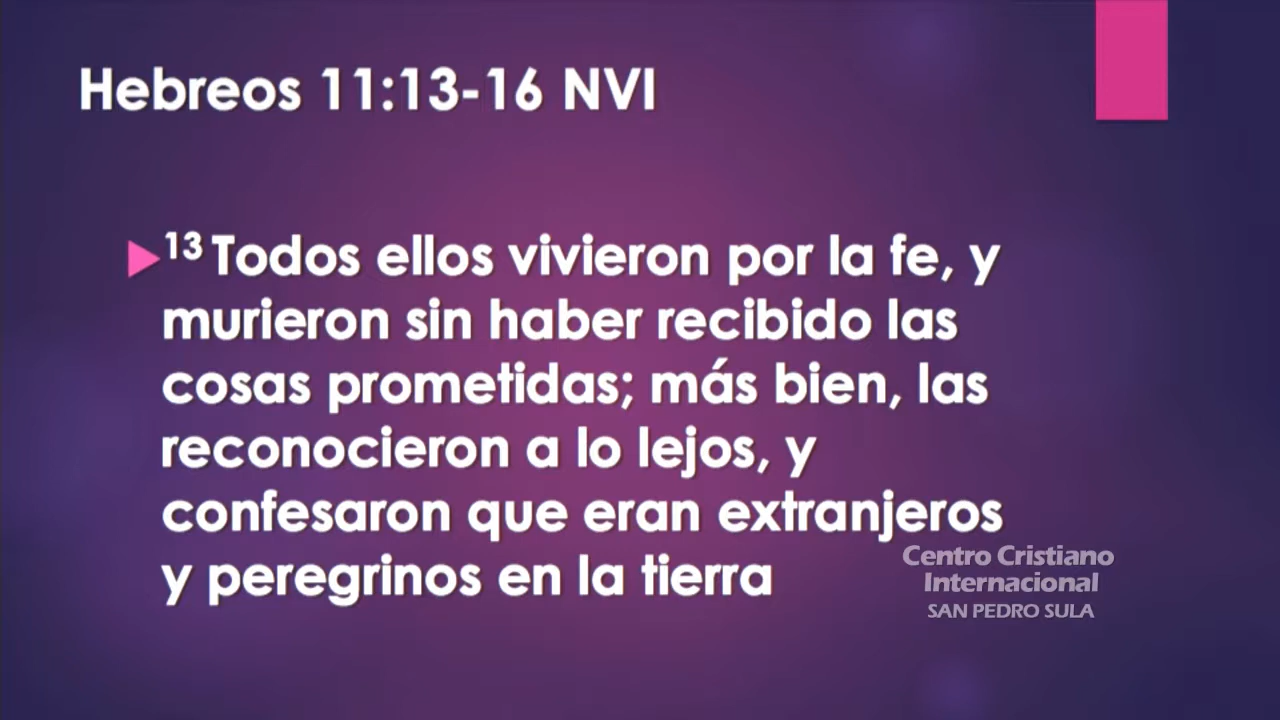 Hebreos 11:13-16 NVI
13 Todos ellos vivieron por la fe, y
murieron sin haber recibido las
cosas prometidas; más bien, las
reconocieron a lo lejos, y
confesaron que eran extranjeros
y peregrinos en la tierra
Centro Cristiano
Internacional
SAN PEDRO SULA